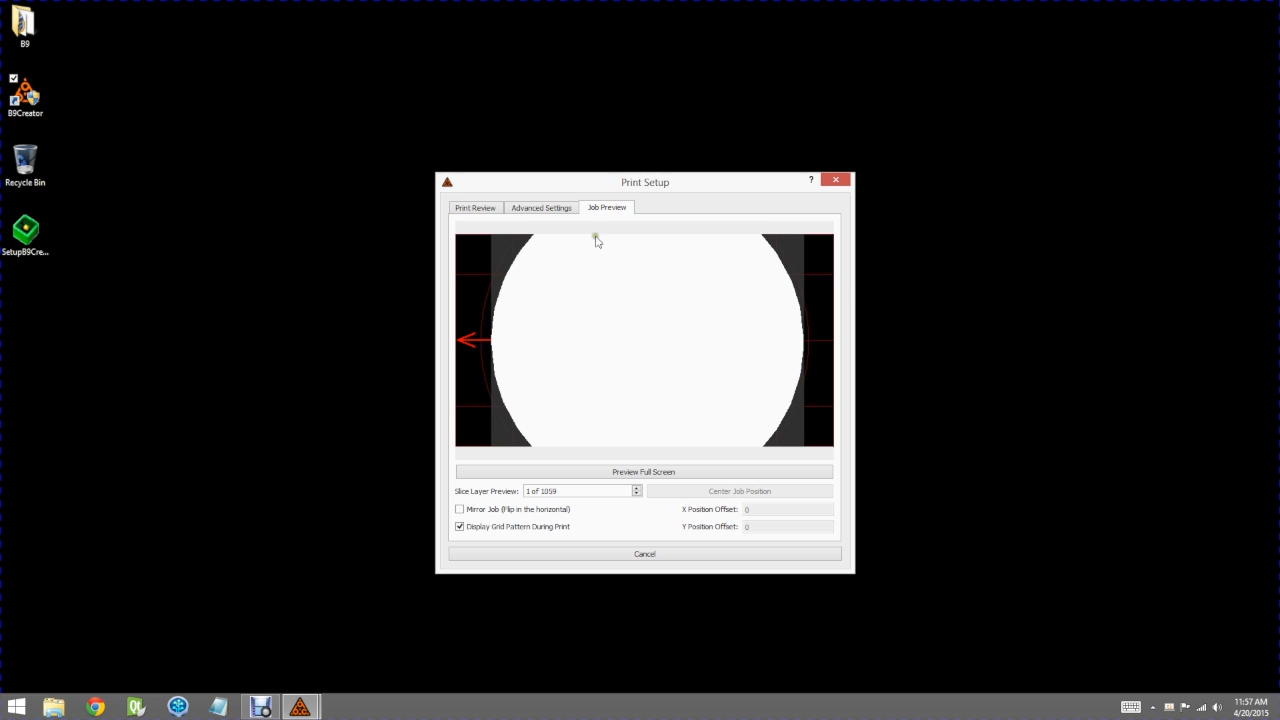 B9
B9Creator
Recycle Bin
SetupB9Cre...
Print Setup
?
Print Review
Advanced Settings
Job Preview
Preview Full Screen
Slice Layer Preview: 1 of 1059
Center Job Position
Mirror Job (Flip in the horizontal)
X Position Offset: 0
Display Grid Pattern During Print
Y Position Offset: 0
Cancel
11:57 AM
4/20/2015